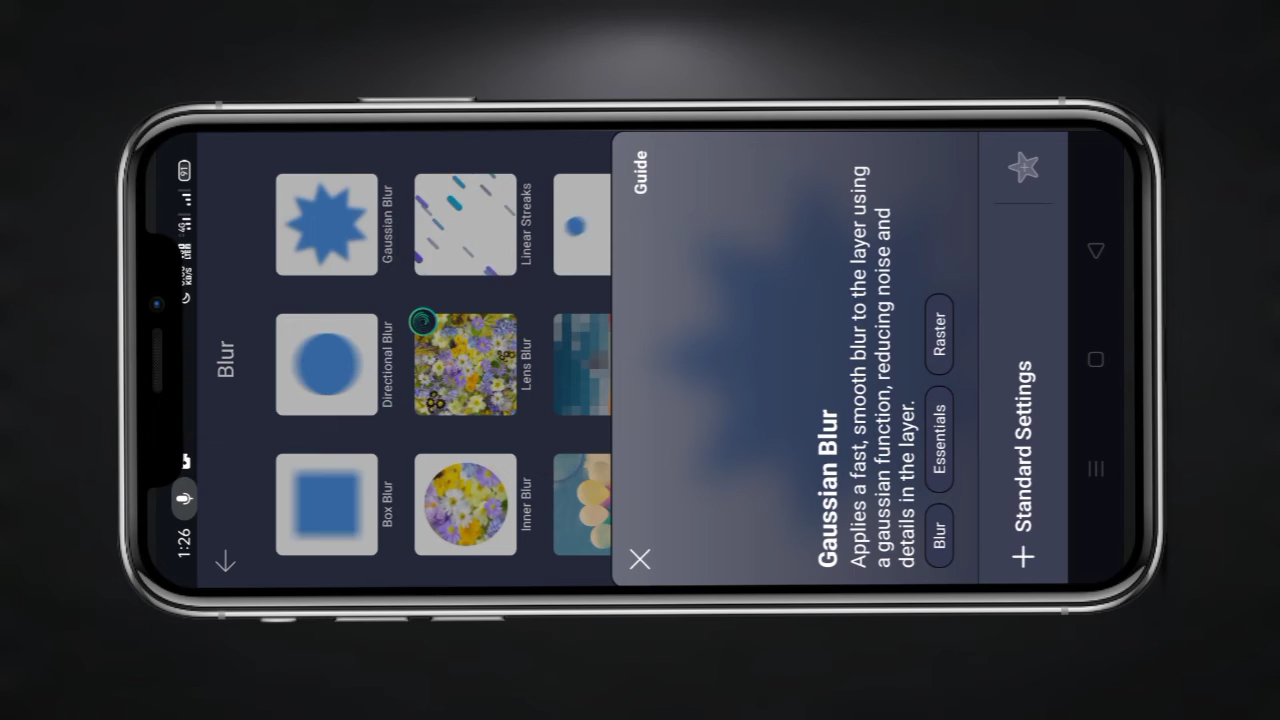 1:26
4G
91
Blur
Box Blur
Directional Blur
Gaussian Blur
Inner Blur
Lens Blur
Linear Streaks
Guide
Gaussian Blur
Applies a fast, smooth blur to the layer using
a gaussian function, reducing noise and
details in the layer.
Blur
Essentials
Raster
+ Standard Settings